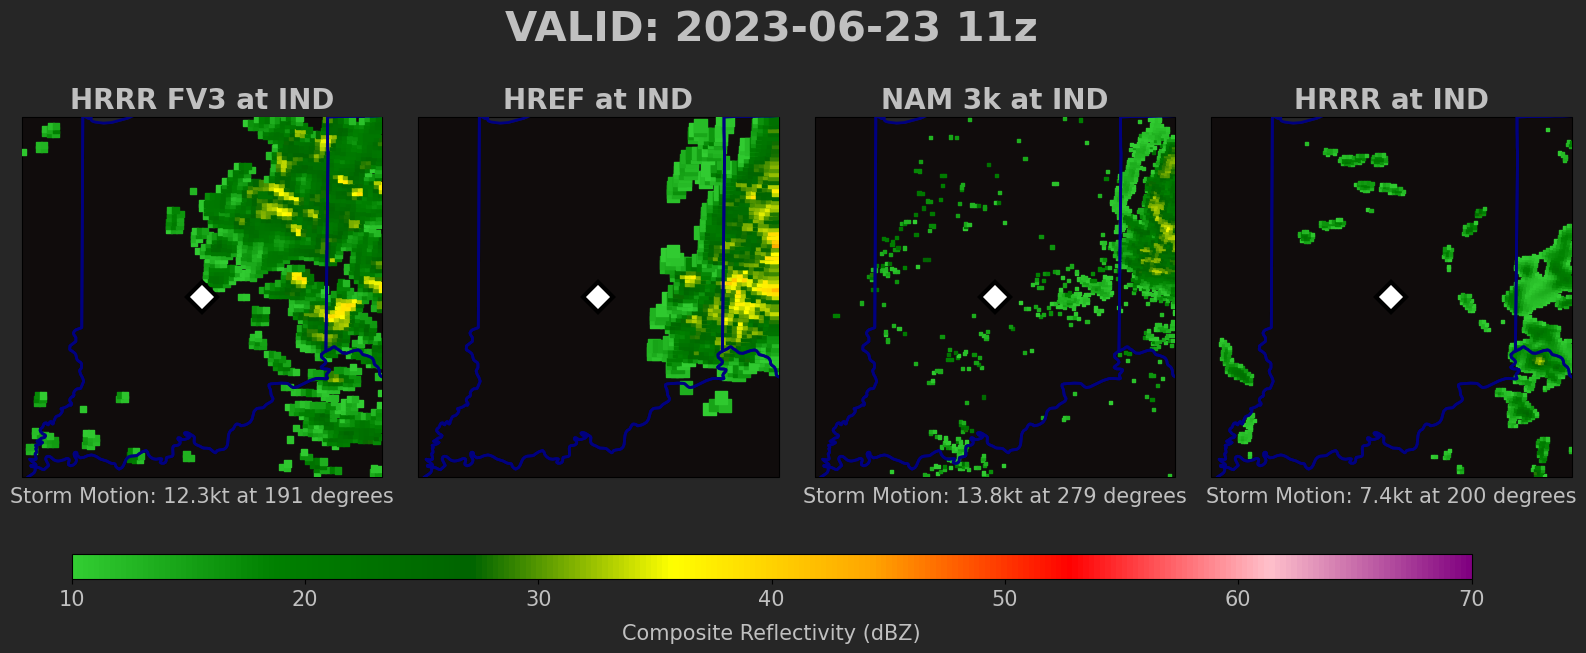 VALID: 2023-06-23 11z
HRRR FV3 at IND
HREF at IND
NAM 3k at IND
HRRR at IND
Storm Motion: 12.3kt at 191 degrees
Storm Motion: 13.8kt at 279 degrees
Storm Motion: 7.4kt at 200 degrees
10 20 30 40 50 60 70
Composite Reflectivity (dBZ)